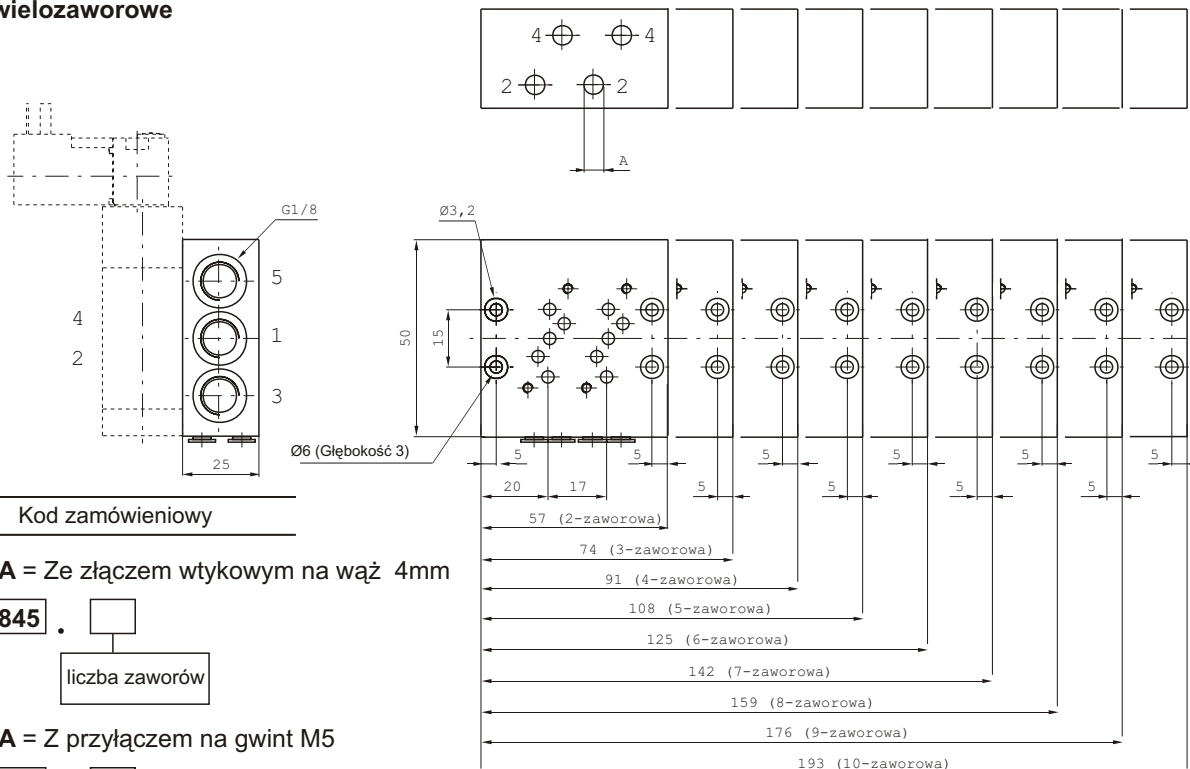 wielozaworowe
4 4
2 2
A
G1/8
Ø3,2
5
4
1
2
3
50
15
Ø6 (Głębokość 3)
25
5 5 5 5 5 5
20 17 5 5 5 5
57 (2-zaworowa)
Kod zamówieniowy
74 (3-zaworowa)
A = Ze złączem wtykowym na wąż 4mm
91 (4-zaworowa)
845 .
108 (5-zaworowa)
125 (6-zaworowa)
liczba zaworów
142 (7-zaworowa)
159 (8-zaworowa)
A = Z przyłączem na gwint M5
176 (9-zaworowa)
193 (10-zaworowa)